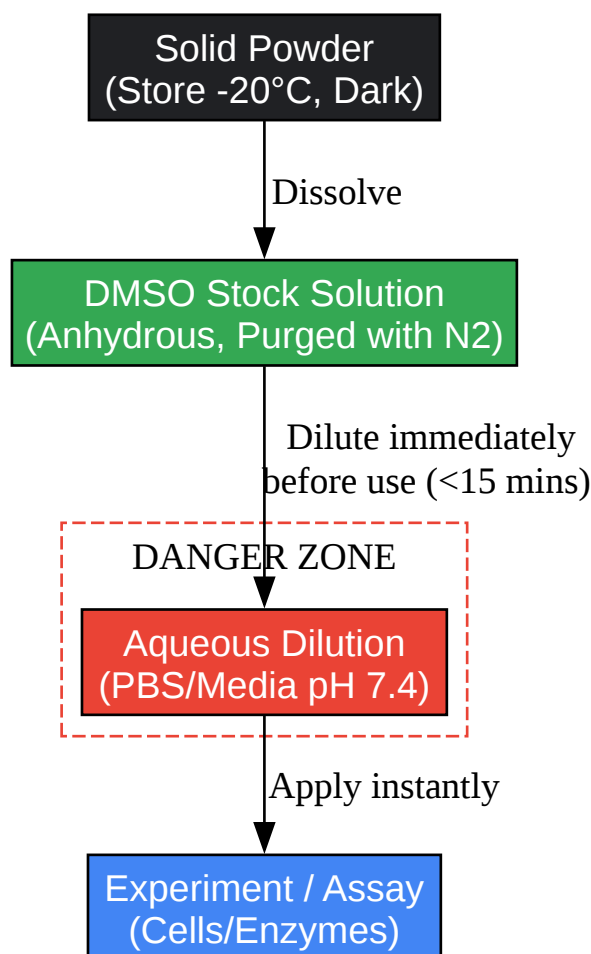 Solid Powder
(Store -20°C, Dark)
Dissolve
DMSO Stock Solution
(Anhydrous, Purged with N2)
Dilute immediately
before use (<15 mins)
DANGER ZONE
Aqueous Dilution
(PBS/Media pH 7.4)
Apply instantly
Experiment / Assay
(Cells/Enzymes)